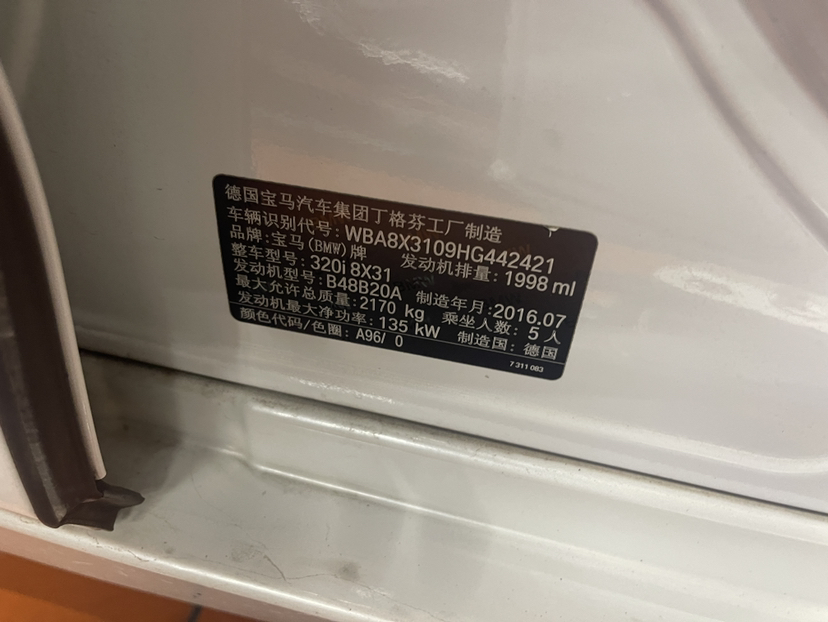 德国宝马汽车集团丁格芬工厂制造
车辆识别代号: WBA8X3109HG442421
品牌: 宝马(BMW)牌 发动机排量: 1998 ml
整车型号: 320i 8X31
发动机型号: B48B20A 制造年月: 2016.07
最大允许总质量: 2170 kg 乘坐人数: 5 人
发动机最大净功率: 135 kW 制造国: 德国
颜色代码/色圈: A96/ 0
7 311 083